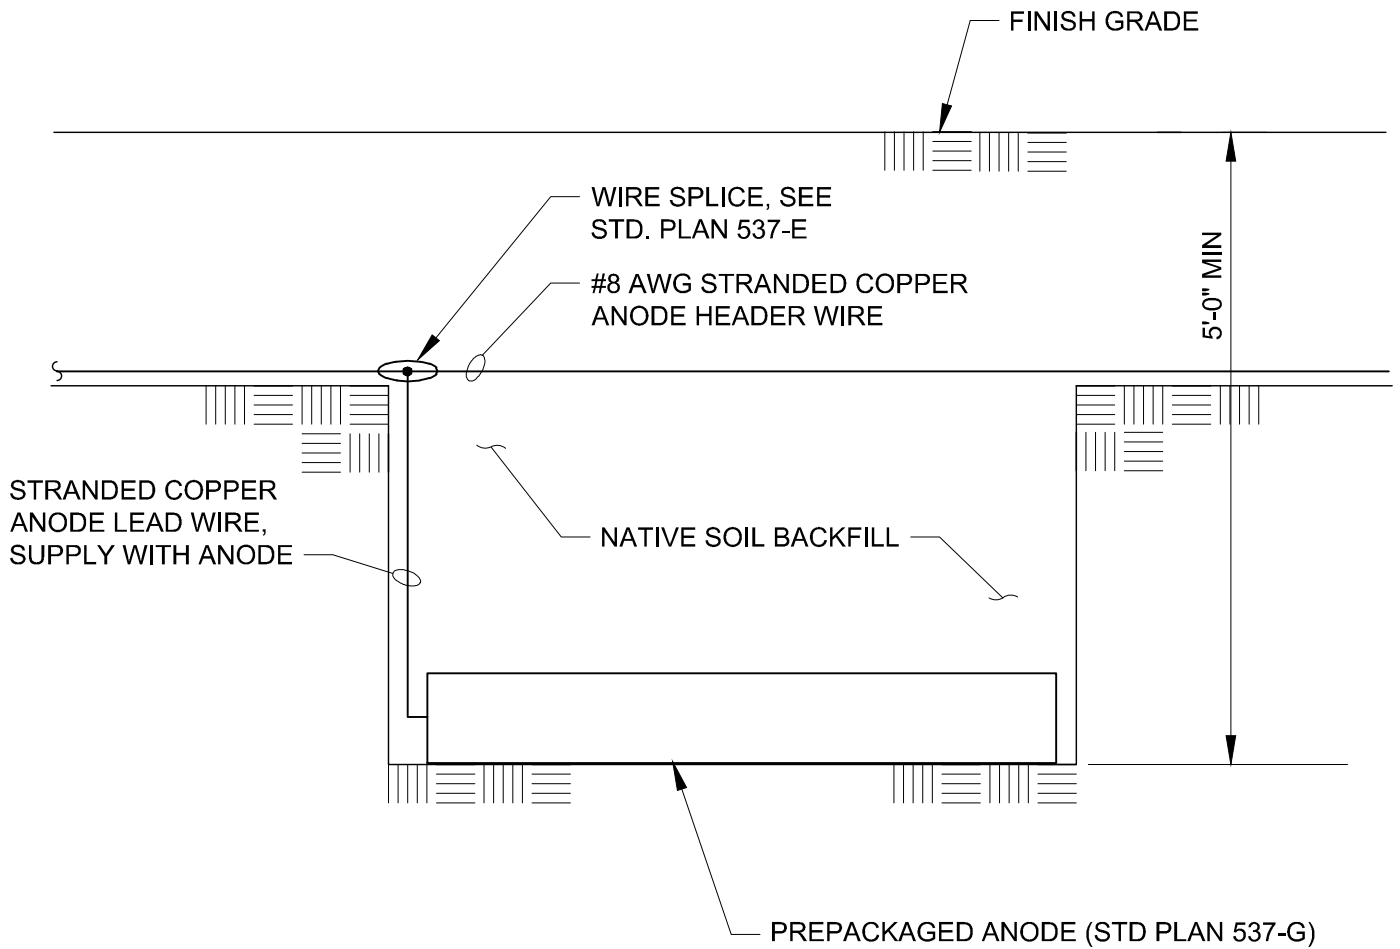 FINISH GRADE
WIRE SPLICE, SEE
STD. PLAN 537-E
#8 AWG STRANDED COPPER
ANODE HEADER WIRE
5'-0" MIN
STRANDED COPPER
ANODE LEAD WIRE,
SUPPLY WITH ANODE
NATIVE SOIL BACKFILL
PREPACKAGED ANODE (STD PLAN 537-G)